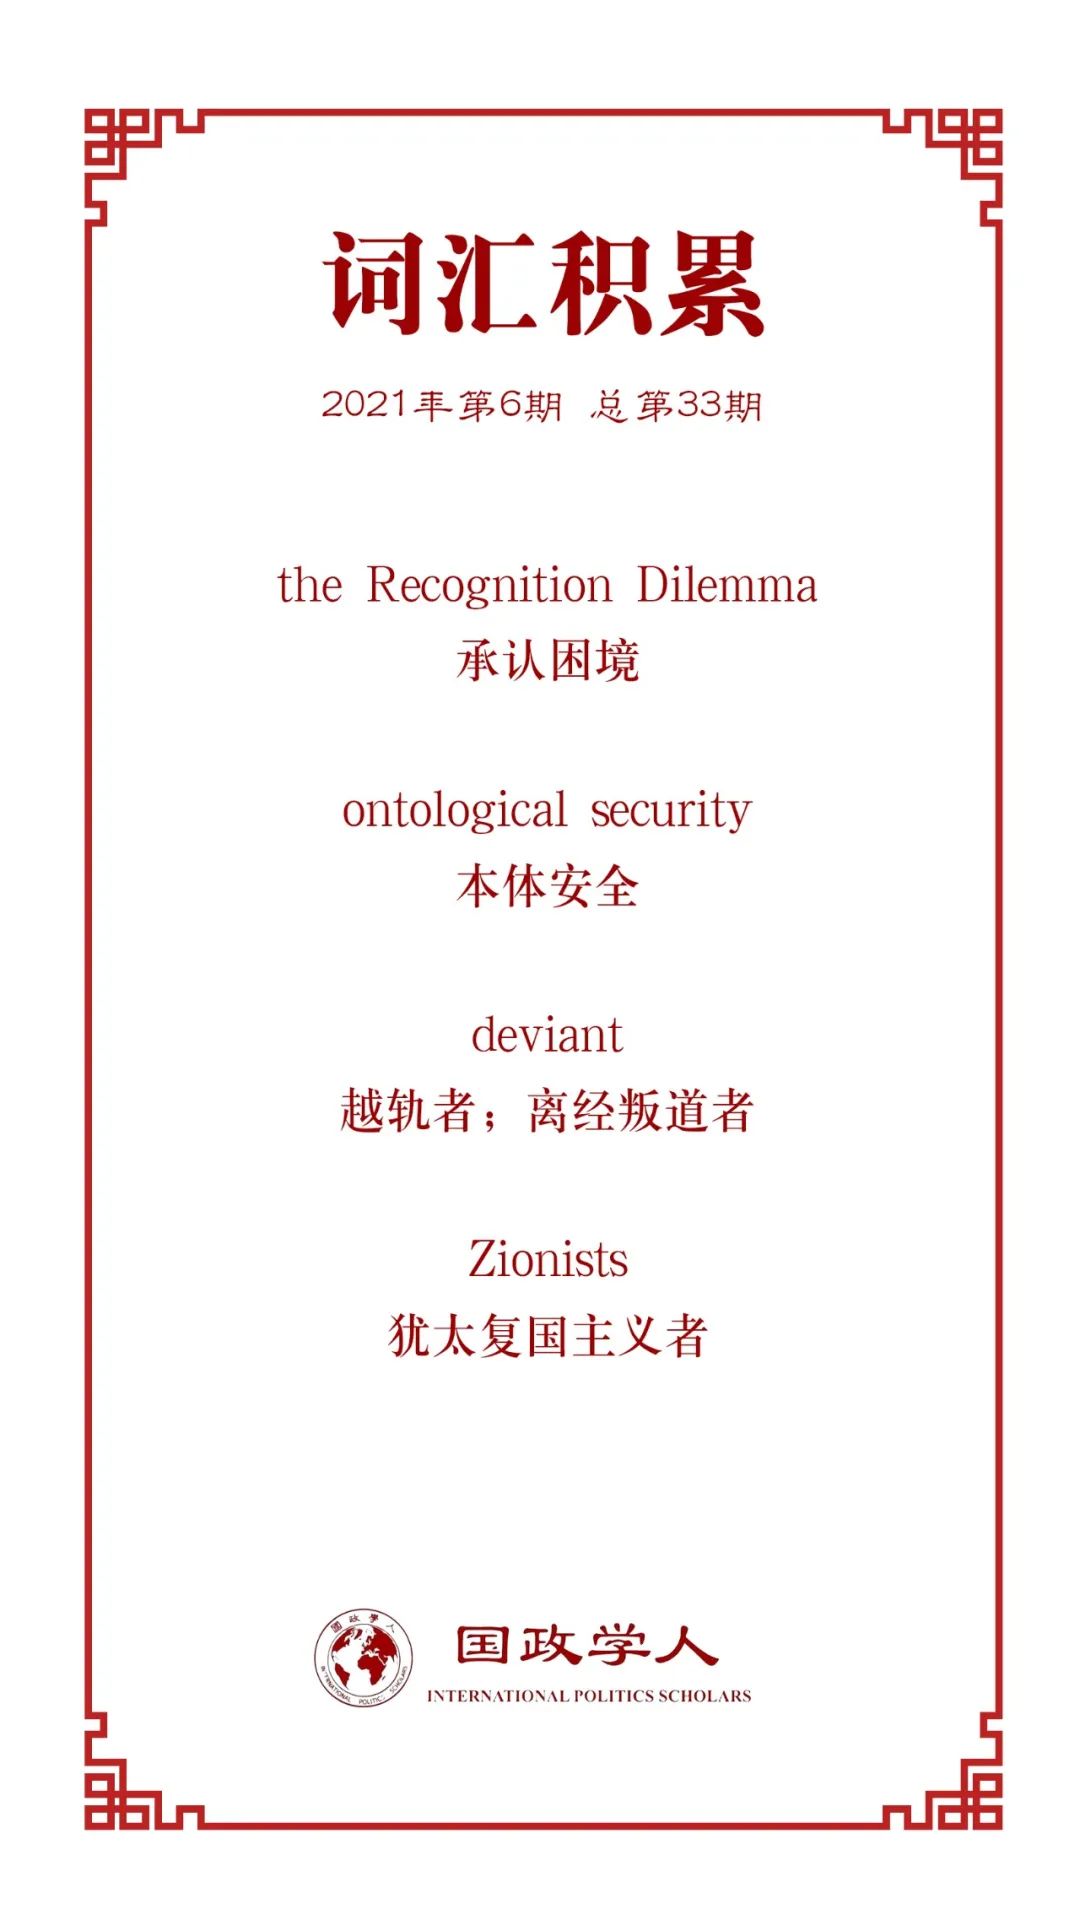 词汇积累
2021年第6期 总第33期
the Recognition Dilemma
承认困境
ontological security
本体安全
deviant
越轨者；离经叛道者
Zionists
犹太复国主义者
國政學人
INTERNATIONAL POLITICS SCHOLARS
国政学人
INTERNATIONAL POLITICS SCHOLARS